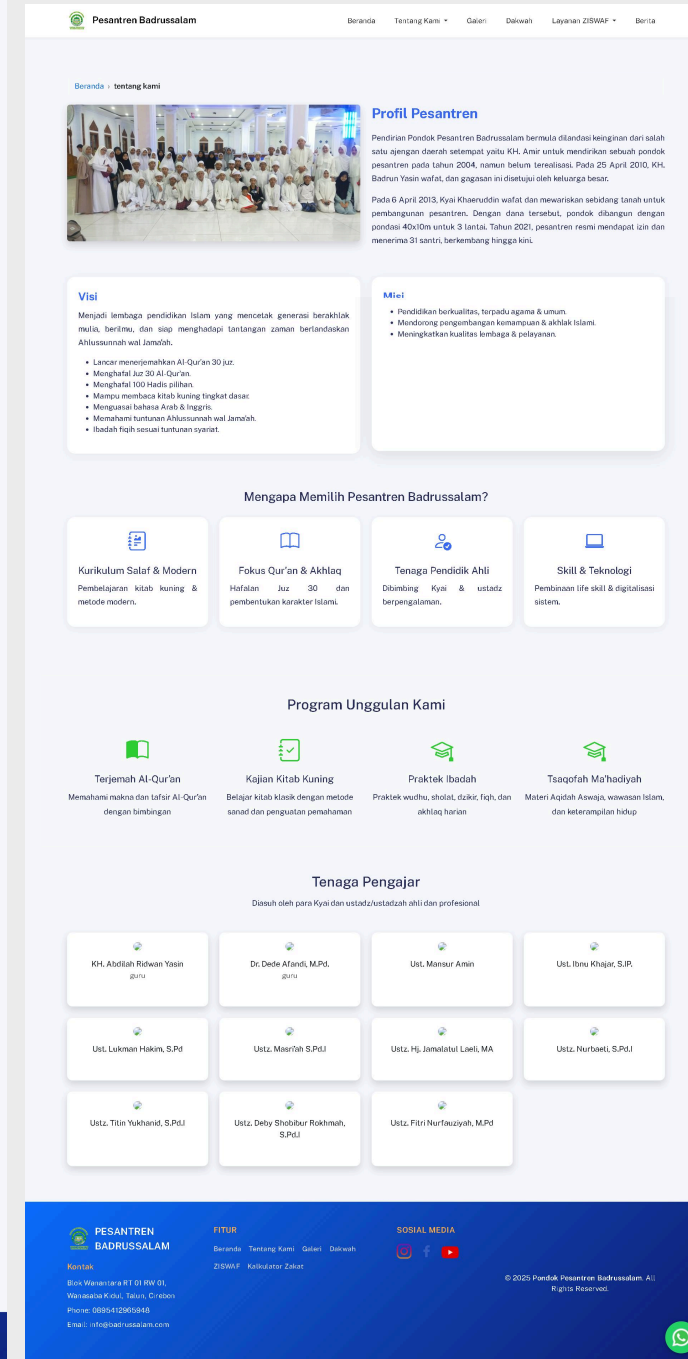 Pesantren Badrussalam
Beranda Tentang Kami Galeri Dakwah Layanan ZISWAF Berita
Beranda › tentang kami
Profil Pesantren
Pendirian Pondok Pesantren Badrussalam bermula dilandasi keinginan dari salah
satu ajengan daerah setempat yaitu KH. Amir untuk mendirikan sebuah pondok
pesantren pada tahun 2004, namun belum terealisasi. Pada 25 April 2010, KH.
Badrun Yasin wafat, dan gagasan ini disetujui oleh keluarga besar.
Pada 6 April 2013, Kyai Khaeruddin wafat dan mewariskan sebidang tanah untuk
pembangunan pesantren. Dengan dana tersebut, pondok dibangun dengan
pondasi 40x10m untuk 3 lantai. Tahun 2021, pesantren resmi mendapat izin dan
menerima 31 santri, berkembang hingga kini.
Visi
Menjadi lembaga pendidikan Islam yang mencetak generasi berakhlak
mulia, berilmu, dan siap menghadapi tantangan zaman berlandaskan
Ahlussunnah wal Jama'ah.
• Lancar menerjemahkan Al-Qur'an 30 juz.
• Menghafal Juz 30 Al-Qur'an.
• Menghafal 100 Hadis pilihan.
• Mampu membaca kitab kuning tingkat dasar.
• Menguasai bahasa Arab & Inggris.
• Memahami tuntunan Ahlussunnah wal Jama'ah.
• Ibadah fiqih sesuai tuntunan syariat.
Misi
• Pendidikan berkualitas, terpadu agama & umum.
• Mendorong pengembangan kemampuan & akhlak Islami.
• Meningkatkan kualitas lembaga & pelayanan.
Mengapa Memilih Pesantren Badrussalam?
Kurikulum Salaf & Modern
Pembelajaran kitab kuning &
metode modern.
Fokus Qur'an & Akhlaq
Hafalan Juz 30 dan
pembentukan karakter Islami.
Tenaga Pendidik Ahli
Dibimbing Kyai & ustadz
berpengalaman.
Skill & Teknologi
Pembinaan life skill & digitalisasi
sistem.
Program Unggulan Kami
Terjemah Al-Qur'an
Memahami makna dan tafsir Al-Qur'an
dengan bimbingan
Kajian Kitab Kuning
Belajar kitab klasik dengan metode
sanad dan penguatan pemahaman
Praktek Ibadah
Praktek wudhu, sholat, dzikir, fiqh, dan
akhlaq harian
Tsaqofah Ma'hadiyah
Materi Aqidah Aswaja, wawasan Islam,
dan keterampilan hidup
Tenaga Pengajar
Diasuh oleh para Kyai dan ustadz/ustadzah ahli dan profesional
KH. Abdilah Ridwan Yasin
guru
Dr. Dede Afandi, M.Pd.
guru
Ust. Mansur Amin
Ust. Ibnu Khajar, S.IP.
Ust. Lukman Hakim, S.Pd
Ustz. Masri'ah S.Pd.I
Ustz. Hj. Jamalatul Laeli, MA
Ustz. Nurbaeti, S.Pd.I
Ustz. Titin Yukhanid, S.Pd.I
Ustz. Deby Shobibur Rokhmah,
S.Pd.I
Ustz. Fitri Nurfauziyah, M.Pd
PESANTREN
BADRUSSALAM
Kontak
Blok Wanantara RT 01 RW 01,
Wanasaba Kidul, Talun, Cirebon
Phone: 0895412965948
Email: info@badrussalam.com
FITUR
Beranda Tentang Kami Galeri Dakwah
ZISWAF Kalkulator Zakat
SOSIAL MEDIA
© 2025 Pondok Pesantren Badrussalam. All
Rights Reserved.